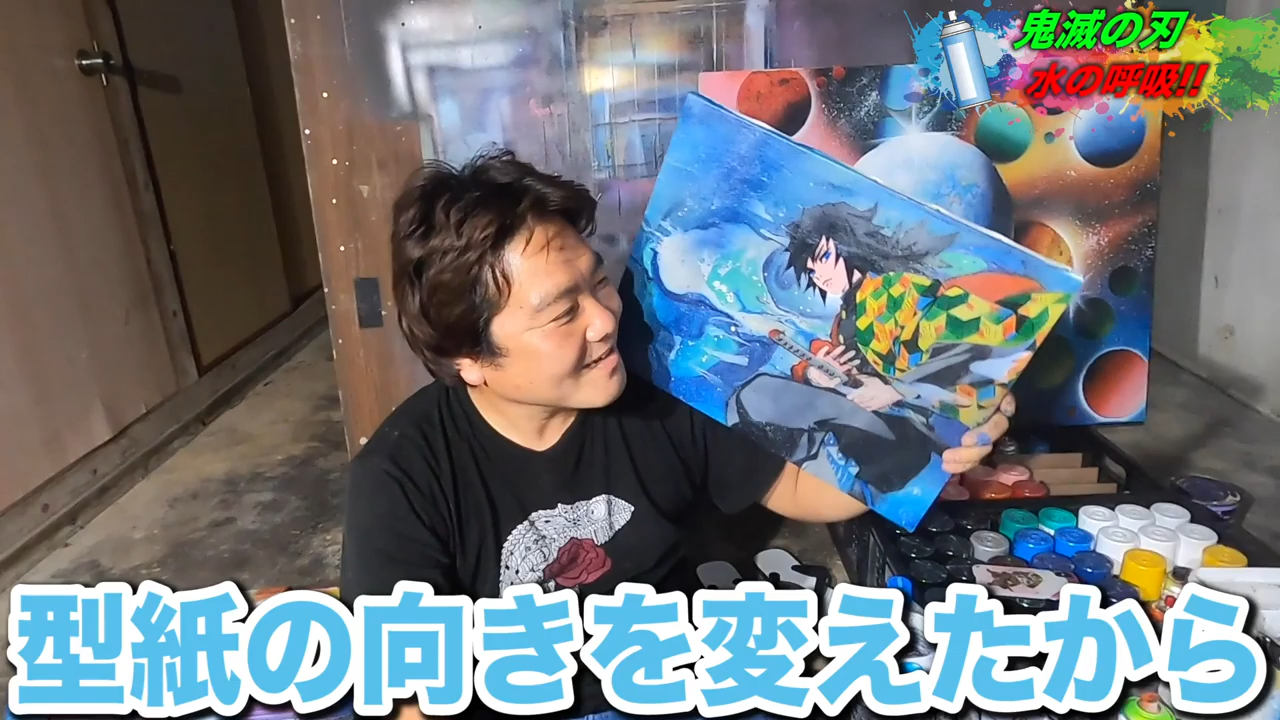 鬼滅の刃
水の呼吸!!
型紙の向きを変えたから